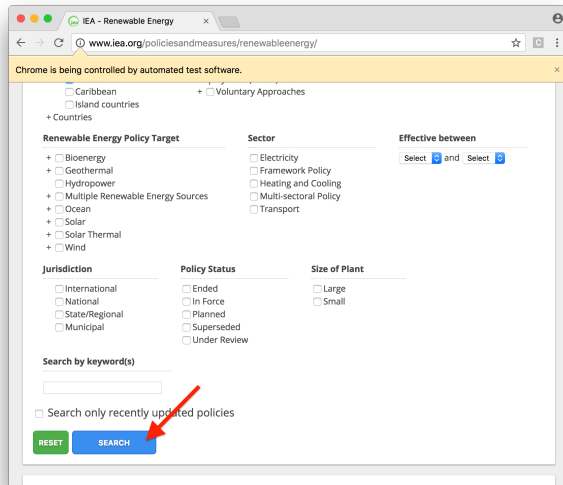 IEA - Renewable Energy
www.iea.org/policiesandmeasures/renewableenergy/
Chrome is being controlled by automated test software.
Caribbean
+ Voluntary Approaches
Island countries
+ Countries
Renewable Energy Policy Target
Sector
Effective between
+ Bioenergy
Electricity
Select and Select
+ Geothermal
Framework Policy
Hydropower
Heating and Cooling
+ Multiple Renewable Energy Sources
Multi-sectoral Policy
+ Ocean
Transport
+ Solar
+ Solar Thermal
+ Wind
Jurisdiction
Policy Status
Size of Plant
International
Ended
Large
National
In Force
Small
State/Regional
Planned
Municipal
Superseded
Under Review
Search by keyword(s)
Search only recently updated policies
RESET
SEARCH